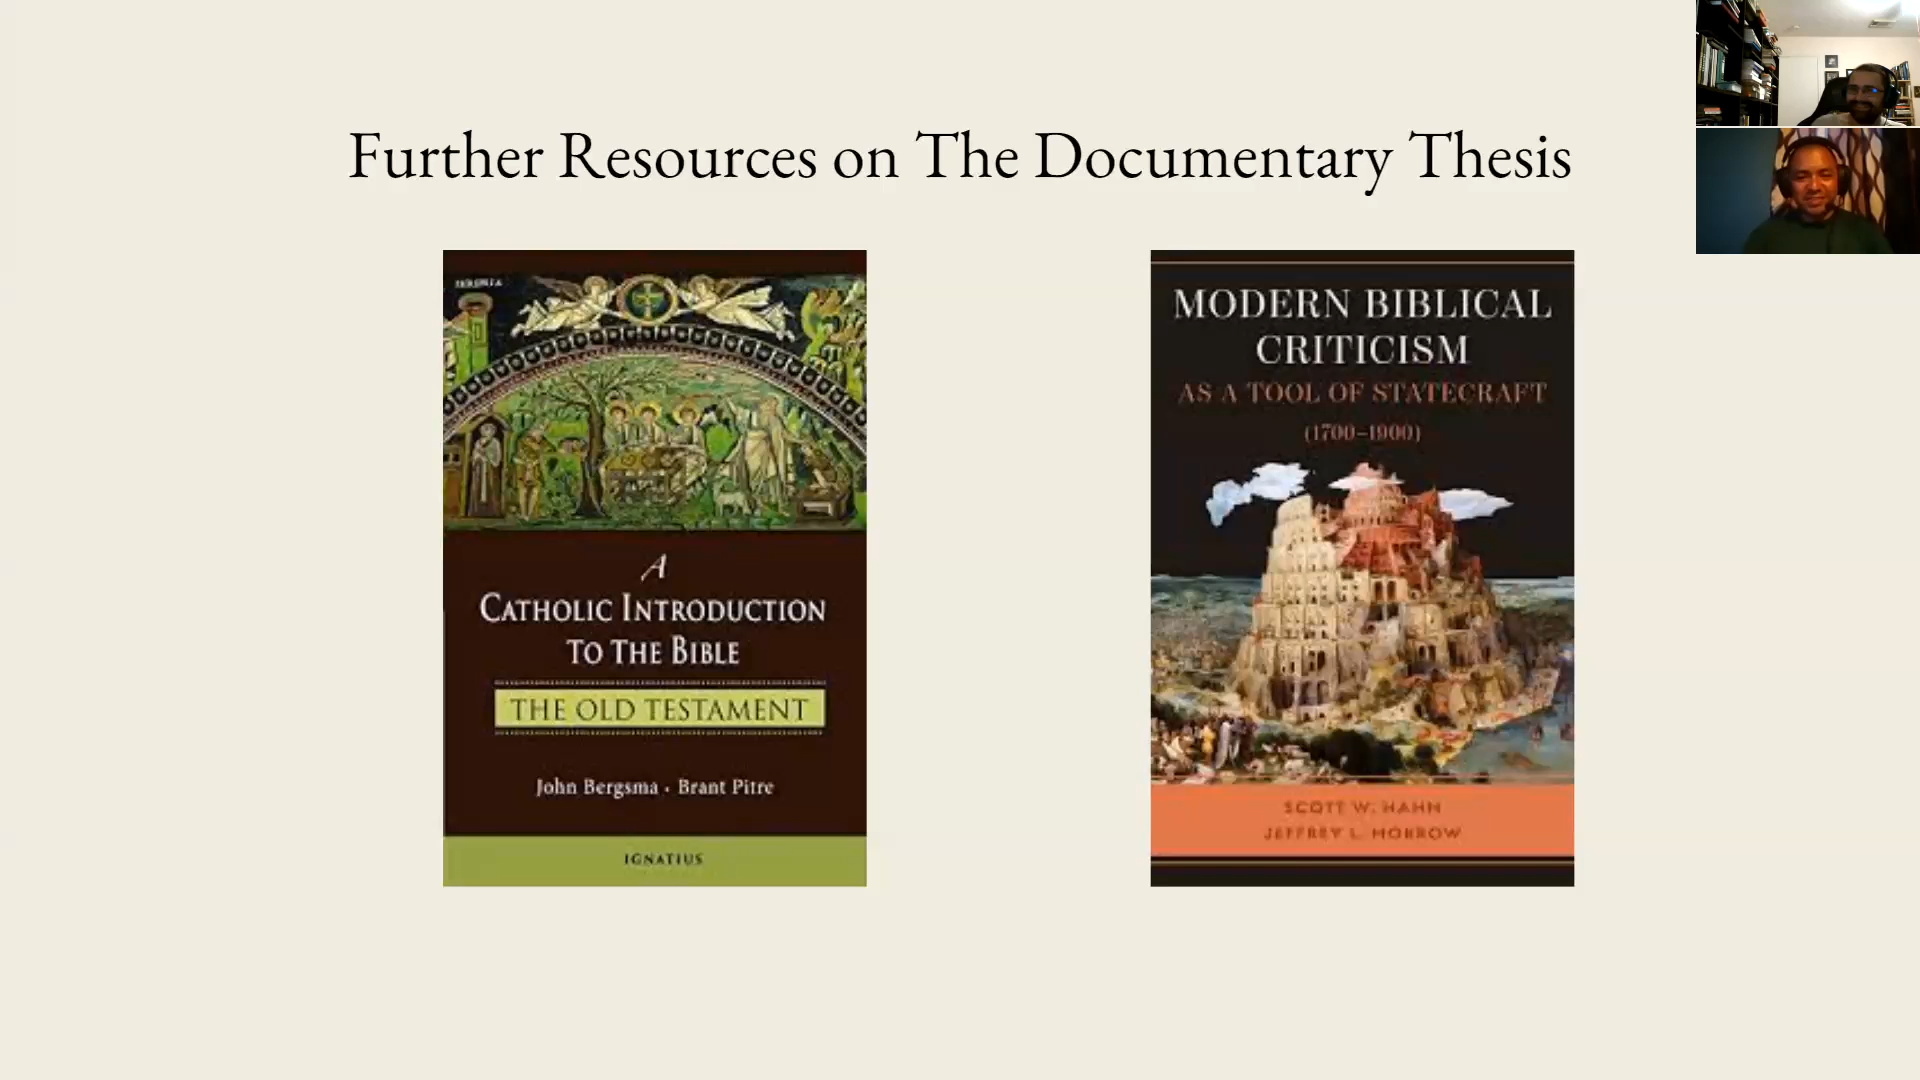 Further Resources on The Documentary Thesis
A
CATHOLIC INTRODUCTION
TO THE BIBLE
THE OLD TESTAMENT
John Bergsma • Brant Pitre
IGNATIUS
MODERN BIBLICAL
CRITICISM
AS A TOOL OF STATECRAFT
(1700–1900)
SCOTT W. HAHN
JEFFREY L. MORROW